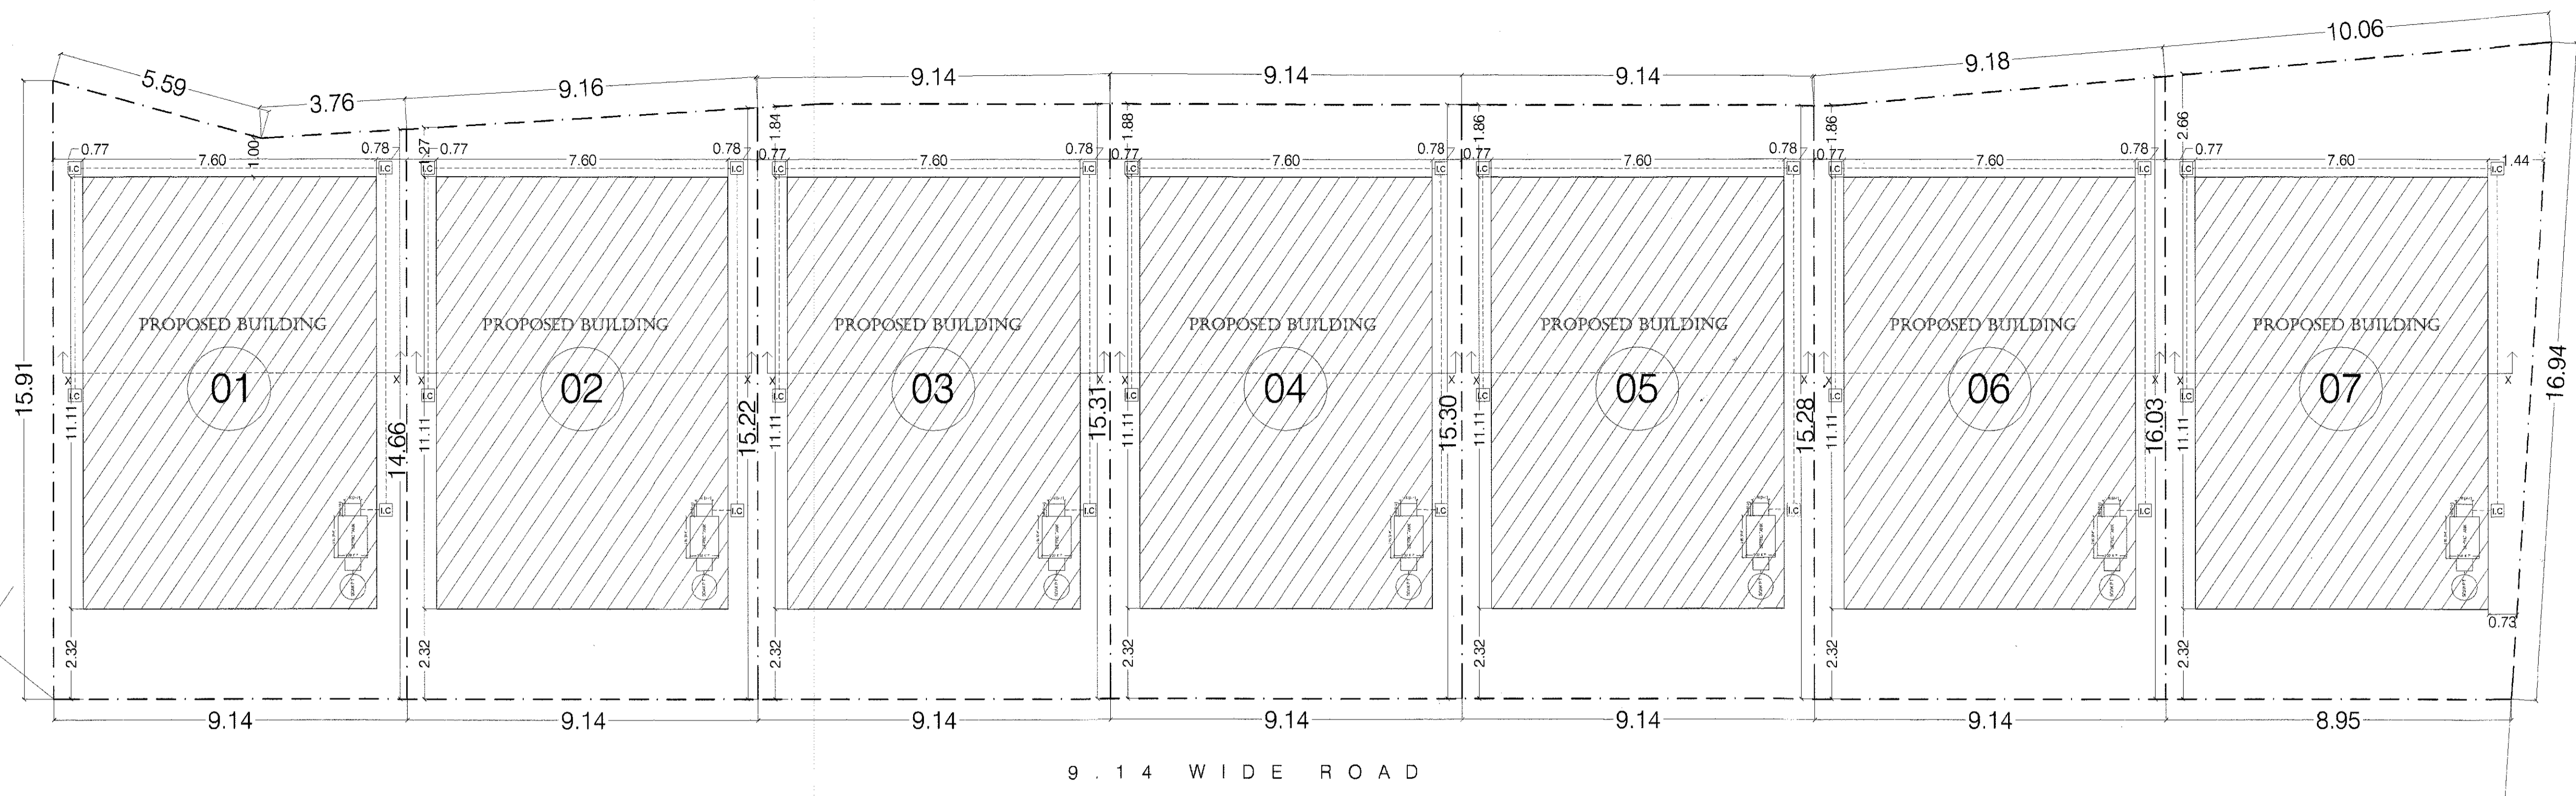 10.06
9.18
9.14 9.14 9.14
9.16
5.59
3.76
1.00 1.27 1.84 1.88 1.86 1.86 2.66
0.77 7.60 0.78 0.77 7.60 0.78 0.77 7.60 0.78 0.77 7.60 0.78 0.77 7.60 0.78 0.77 7.60 0.78 0.77 7.60 1.44
I.C I.C I.C I.C I.C I.C I.C I.C I.C I.C I.C I.C I.C I.C
PROPOSED BUILDING PROPOSED BUILDING PROPOSED BUILDING PROPOSED BUILDING PROPOSED BUILDING PROPOSED BUILDING PROPOSED BUILDING
X X X X X X X X X X X X X X
01 02 03 04 05 06 07
I.C I.C I.C I.C I.C I.C I.C
15.91 11.11 14.66 11.11 15.22 11.11 15.31 11.11 15.30 11.11 15.28 11.11 16.03 11.11 16.94
I.C I.C I.C I.C I.C I.C I.C
0.73
2.32 2.32 2.32 2.32 2.32 2.32 2.32
9.14 9.14 9.14 9.14 9.14 9.14 8.95
9.14 WIDE ROAD